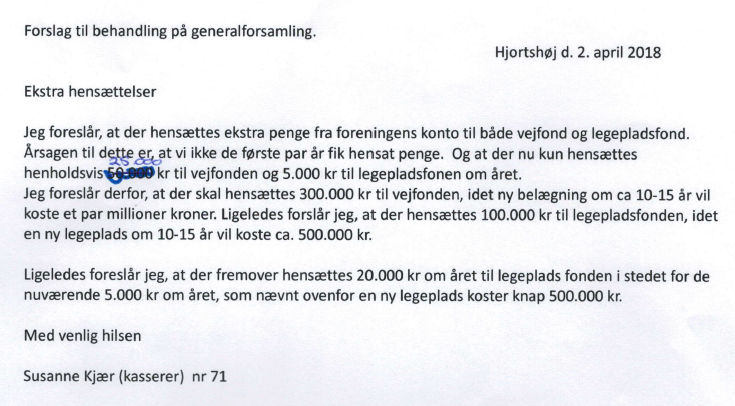 Forslag til behandling på generalforsamling.
Hjortshøj d. 2. april 2018
Ekstra hensættelser
Jeg foreslår, at der hensættes ekstra penge fra foreningens konto til både vejfond og legepladsfond.
Årsagen til dette er, at vi ikke de første par år fik hensat penge.  Og at der nu kun hensættes
25.000
henholdsvis 50.000 kr til vejfonden og 5.000 kr til legepladsfonen om året.
Jeg foreslår derfor, at der skal hensættes 300.000 kr til vejfonden, idet ny belægning om ca 10-15 år vil
koste et par millioner kroner. Ligeledes forslår jeg, at der hensættes 100.000 kr til legepladsfonden, idet
en ny legeplads om 10-15 år vil koste ca. 500.000 kr.
Ligeledes foreslår jeg, at der fremover hensættes 20.000 kr om året til legeplads fonden i stedet for de
nuværende 5.000 kr om året, som nævnt ovenfor en ny legeplads koster knap 500.000 kr.
Med venlig hilsen
Susanne Kjær (kasserer)  nr 71